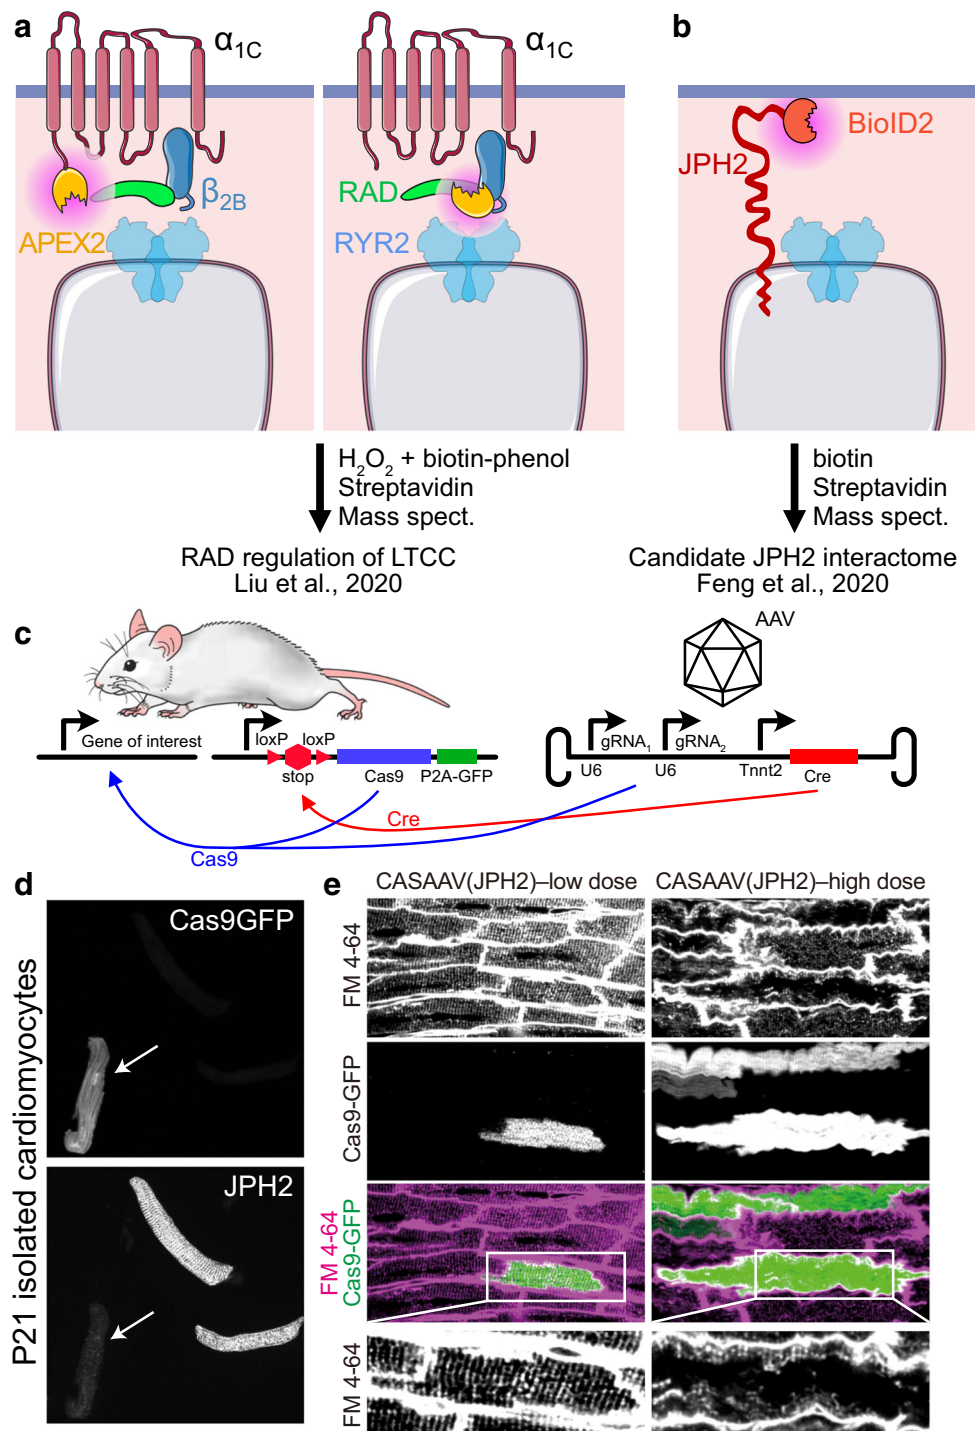 a
α1C
α1C
b
BioID2
JPH2
RAD
β2B
APEX2
RYR2
H2O2 + biotin-phenol
Streptavidin
Mass spect.
biotin
Streptavidin
Mass spect.
RAD regulation of LTCC
Liu et al., 2020
Candidate JPH2 interactome
Feng et al., 2020
c
AAV
Gene of interest
loxP
loxP
stop
Cas9
P2A-GFP
gRNA1
gRNA2
U6
U6
Tnnt2
Cre
Cre
Cas9
d
P21 isolated cardiomyocytes
Cas9GFP
JPH2
e
CASAAV(JPH2)–low dose
CASAAV(JPH2)–high dose
FM 4-64
Cas9-GFP
FM 4-64
Cas9-GFP
FM 4-64